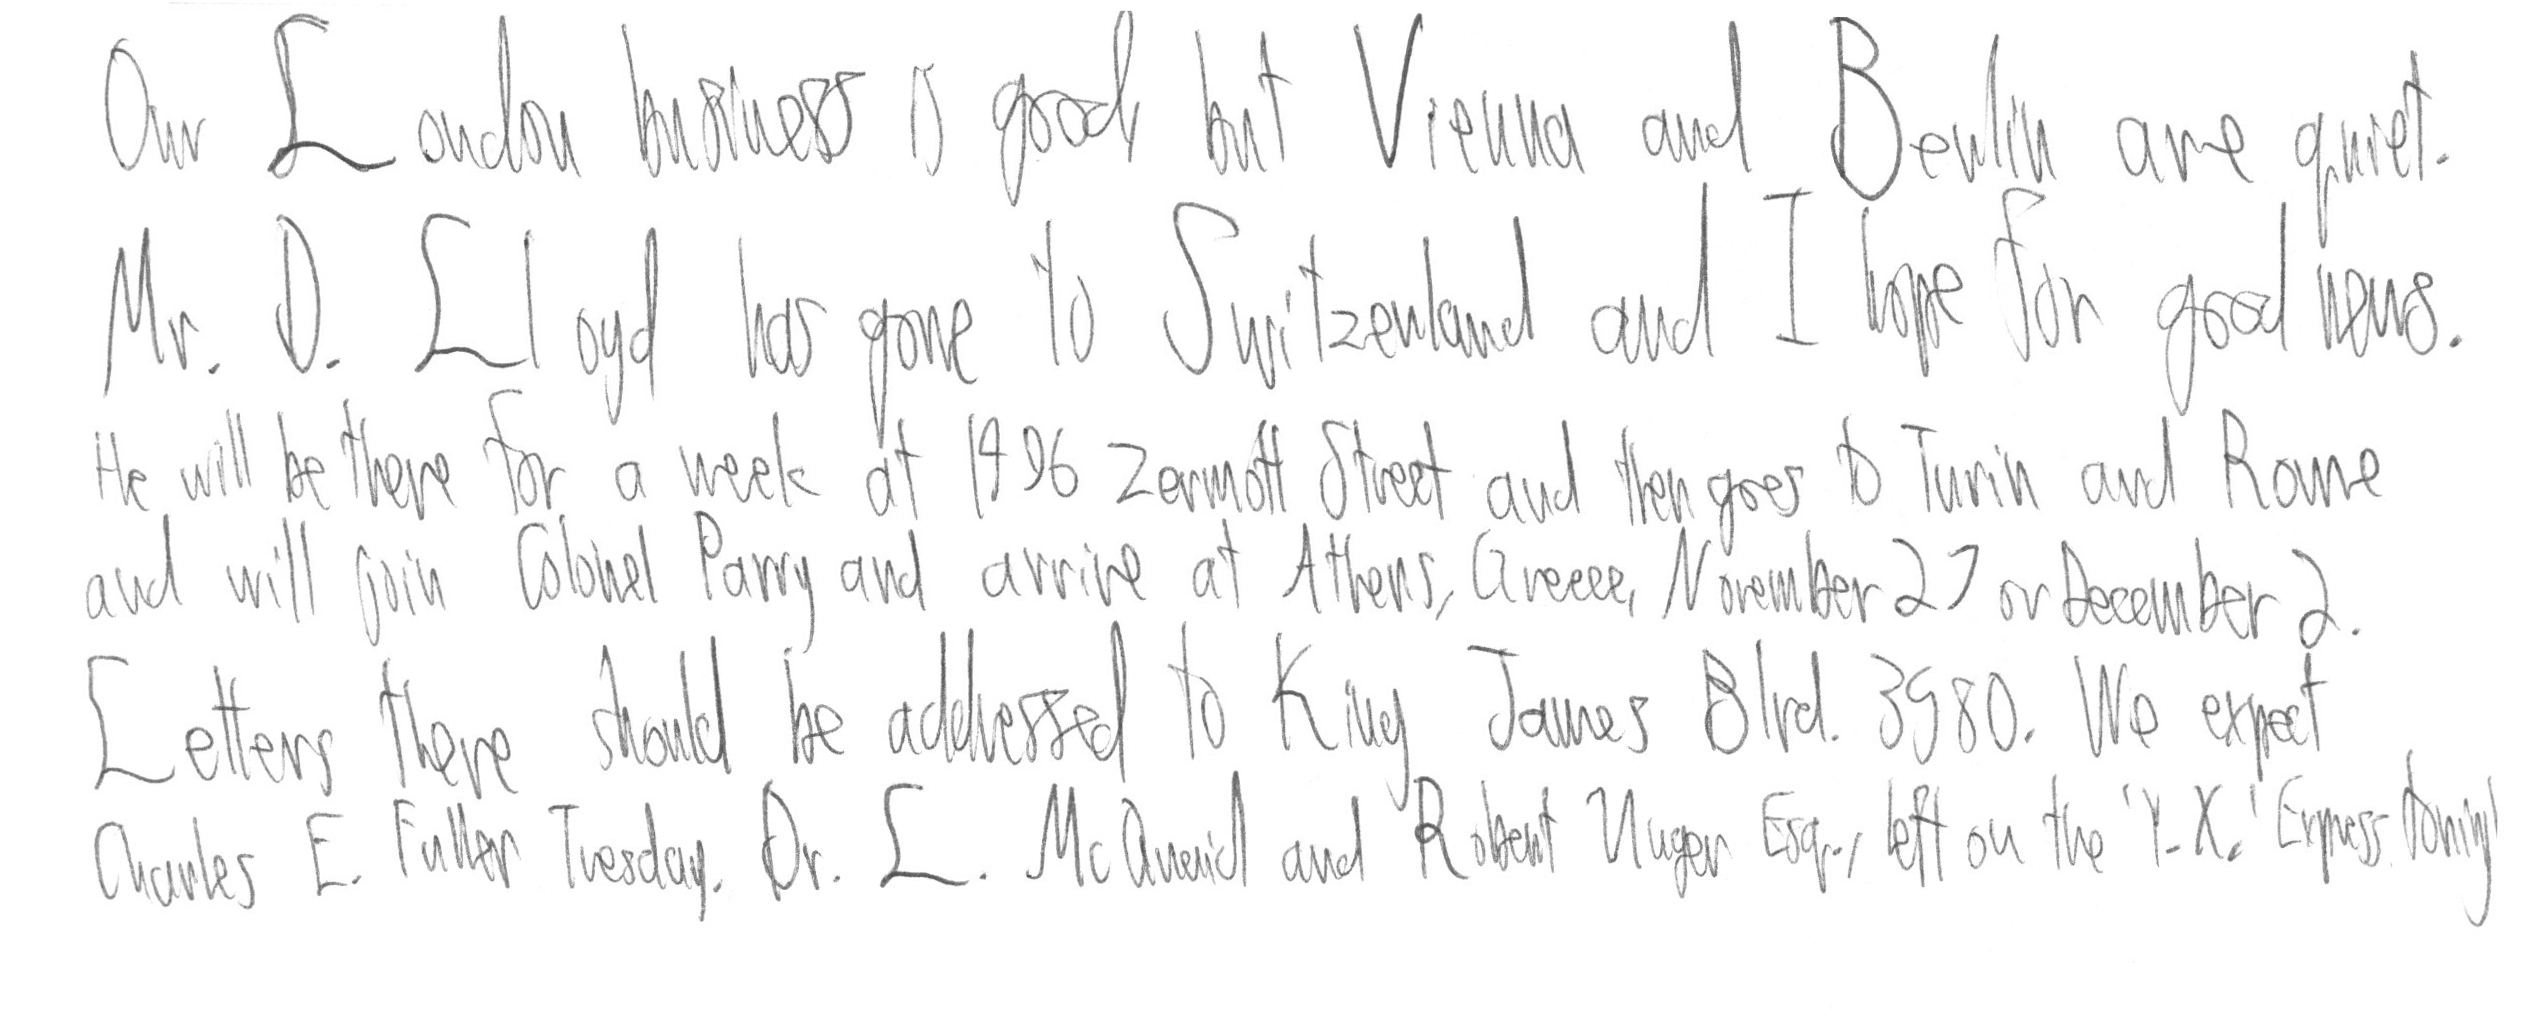 Our London business is good but Vienna and Berlin are quiet.
Mr. D. Lloyd has gone to Switzerland and I hope for good news.
He will be there for a week at 1496 Zermott Street and then goes to Turin and Rome
and will join Colonel Parry and arrive at Athens, Greece, November 27 or December 2.
Letters there should be addressed to King James Blvd. 3980. We expect
Charles E. Fuller Tuesday. Dr. L. McQuaid and Robert Unger Esq., left on the 'Y.X.' Express